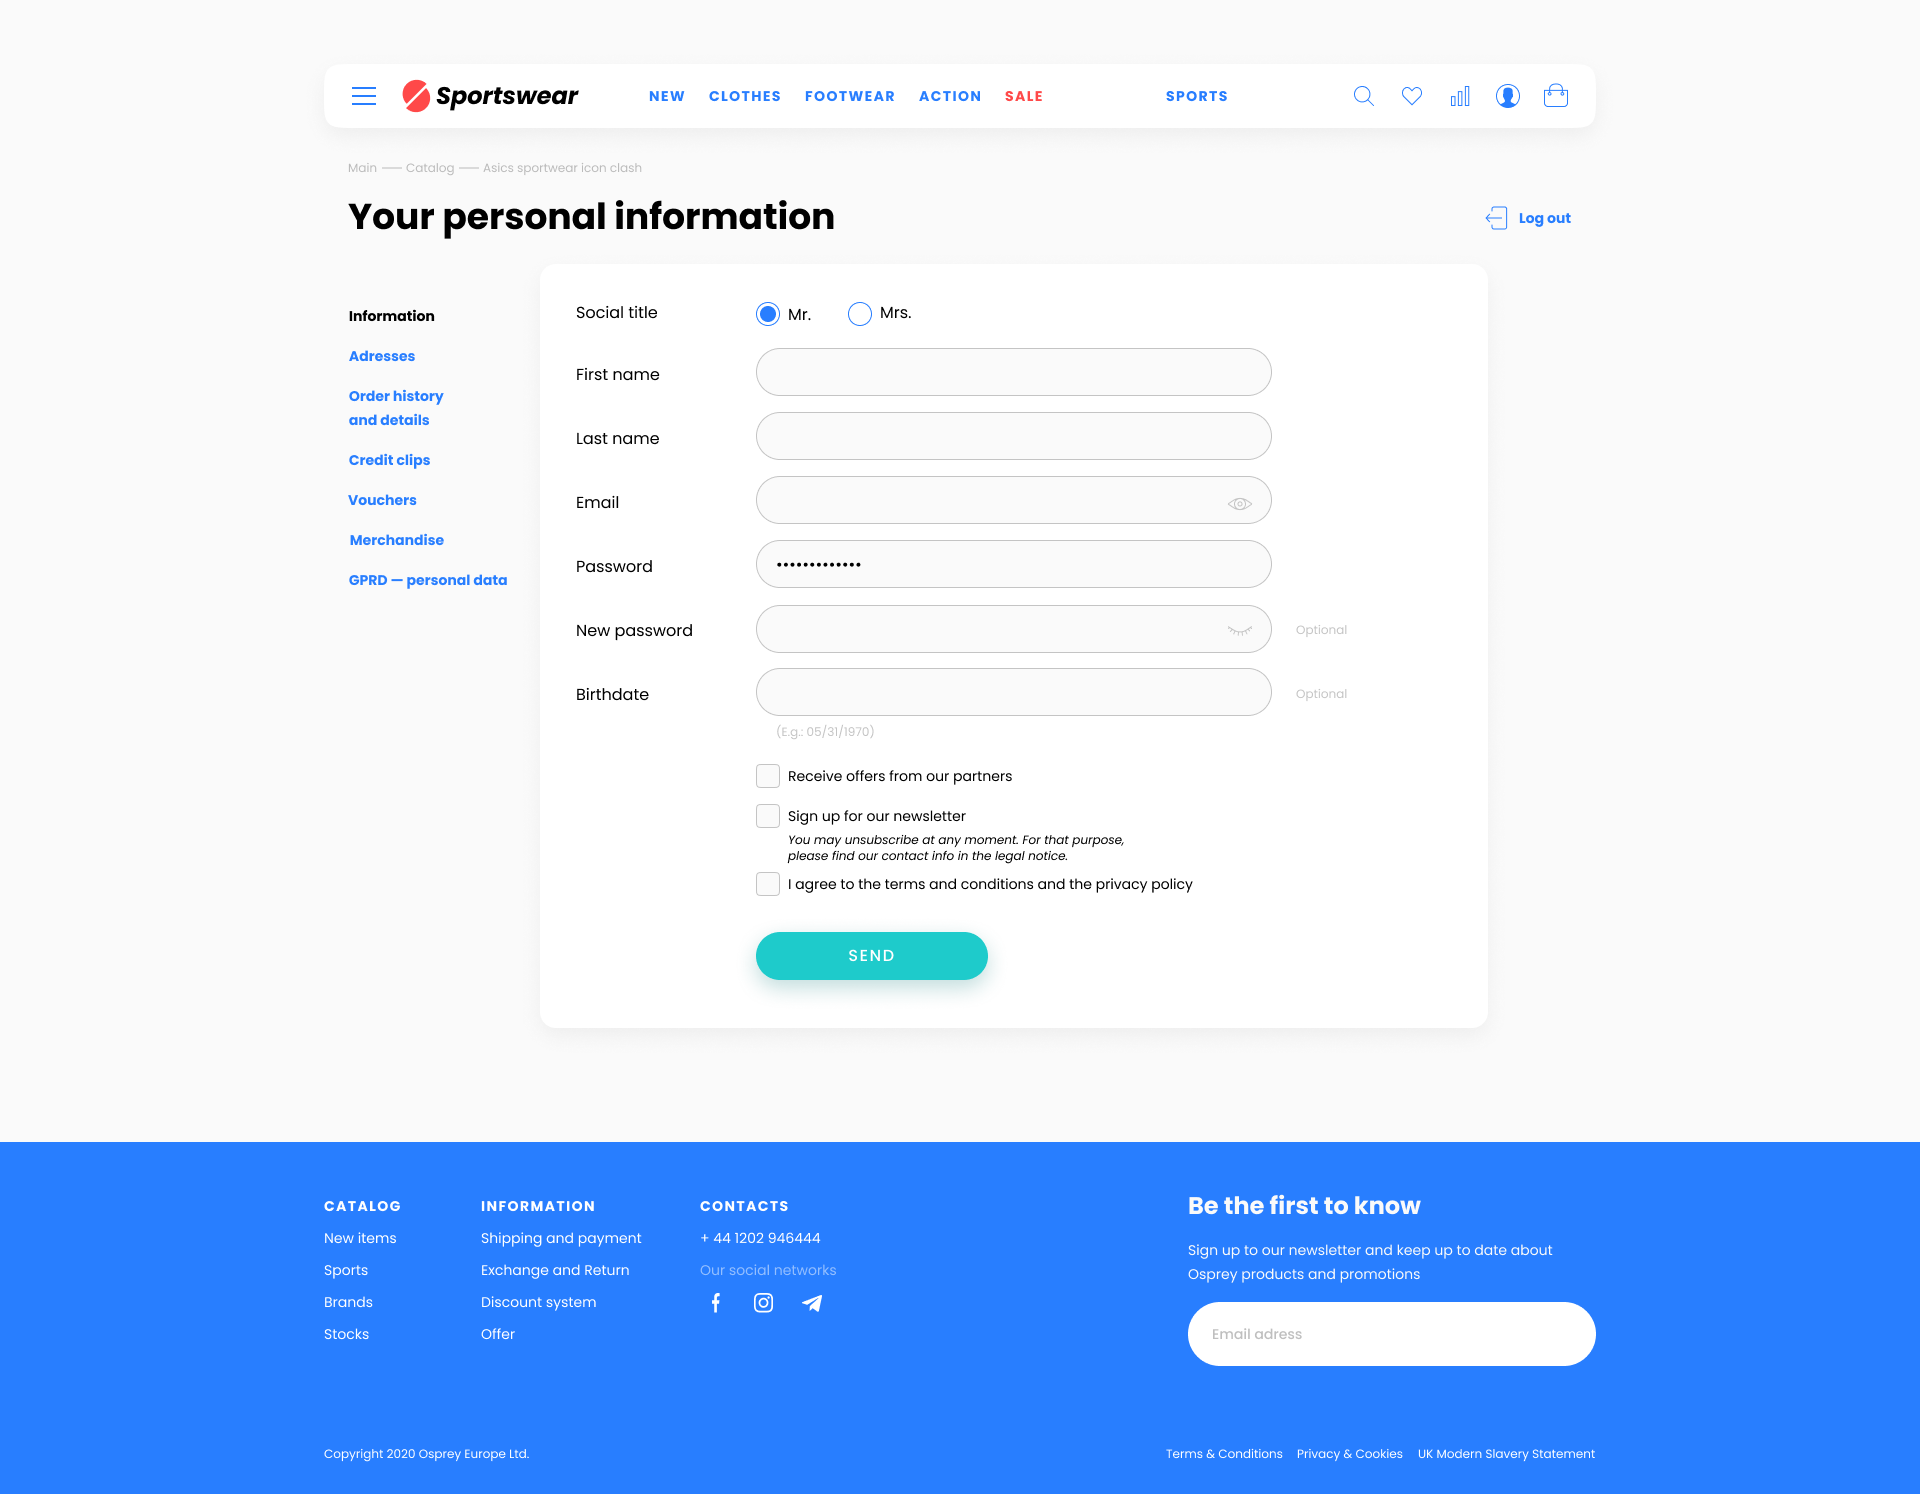 Sportswear
NEW CLOTHES FOOTWEAR ACTION SALE SPORTS
Main — Catalog — Asics sportwear icon clash
Your personal information
Log out
Information
Adresses
Order history
and details
Credit clips
Vouchers
Merchandise
GPRD — personal data
Social title
Mr.
Mrs.
First name
Last name
Email
Password
New password
Optional
Birthdate
Optional
(E.g.: 05/31/1970)
Receive offers from our partners
Sign up for our newsletter
You may unsubscribe at any moment. For that purpose,
please find our contact info in the legal notice.
I agree to the terms and conditions and the privacy policy
SEND
CATALOG
New items
Sports
Brands
Stocks
INFORMATION
Shipping and payment
Exchange and Return
Discount system
Offer
CONTACTS
+ 44 1202 946444
Our social networks
Be the first to know
Sign up to our newsletter and keep up to date about
Osprey products and promotions
Email adress
Copyright 2020 Osprey Europe Ltd.
Terms & Conditions Privacy & Cookies UK Modern Slavery Statement